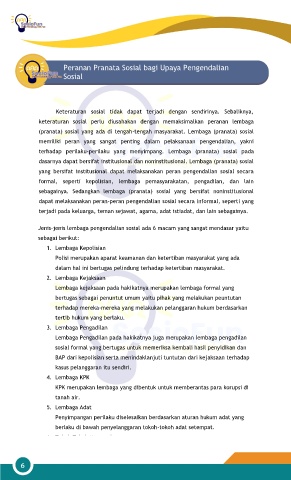 Peranan Pranata Sosial bagi Upaya Pengendalian
Sosial
Keteraturan sosial tidak dapat terjadi dengan sendirinya. Sebaliknya,
keteraturan sosial perlu diusahakan dengan memaksimalkan peranan lembaga
(pranata) sosial yang ada di tengah-tengah masyarakat. Lembaga (pranata) sosial
memiliki peran yang sangat penting dalam pelaksanaan pengendalian, yakni
terhadap perilaku-perilaku yang menyimpang. Lembaga (pranata) sosial pada
dasarnya dapat bersifat institusional dan noninstitusional. Lembaga (pranata) sosial
yang bersifat institusional dapat melaksanakan peran pengendalian sosial secara
formal, seperti kepolisian, lembaga pemasyarakatan, pengadilan, dan lain
sebagainya. Sedangkan lembaga (pranata) sosial yang bersifat noninstitusional
dapat melaksanakan peran-peran pengendalian sosial secara informal, seperti yang
terjadi pada keluarga, teman sejawat, agama, adat istiadat, dan lain sebagainya.
Jenis-jenis lembaga pengendalian sosial ada 6 macam yang sangat mendasar yaitu
sebagai berikut:
1. Lembaga Kepolisian
Polisi merupakan aparat keamanan dan ketertiban masyarakat yang ada
dalam hal ini bertugas pelindung terhadap ketertiban masyarakat.
2. Lembaga Kejaksaan
Lembaga kejaksaan pada hakikatnya merupakan lembaga formal yang
bertugas sebagai penuntut umum yaitu pihak yang melakukan penuntutan
terhadap mereka-mereka yang melakukan pelanggaran hukum berdasarkan
tertib hukum yang berlaku.
3. Lembaga Pengadilan
Lembaga Pengadilan pada hakikatnya juga merupakan lembaga pengadilan
sosial formal yang bertugas untuk memeriksa kembali hasil penyidikan dan
BAP dari kepolisian serta menindaklanjuti tuntutan dari kejaksaan terhadap
kasus pelanggaran itu sendiri.
4. Lembaga KPK
KPK merupakan lembaga yang dibentuk untuk memberantas para korupsi di
tanah air.
5. Lembaga Adat
Penyimpangan perilaku diselesaikan berdasarkan aturan hukum adat yang
berlaku di bawah penyelanggaran tokoh-tokoh adat setempat.
6